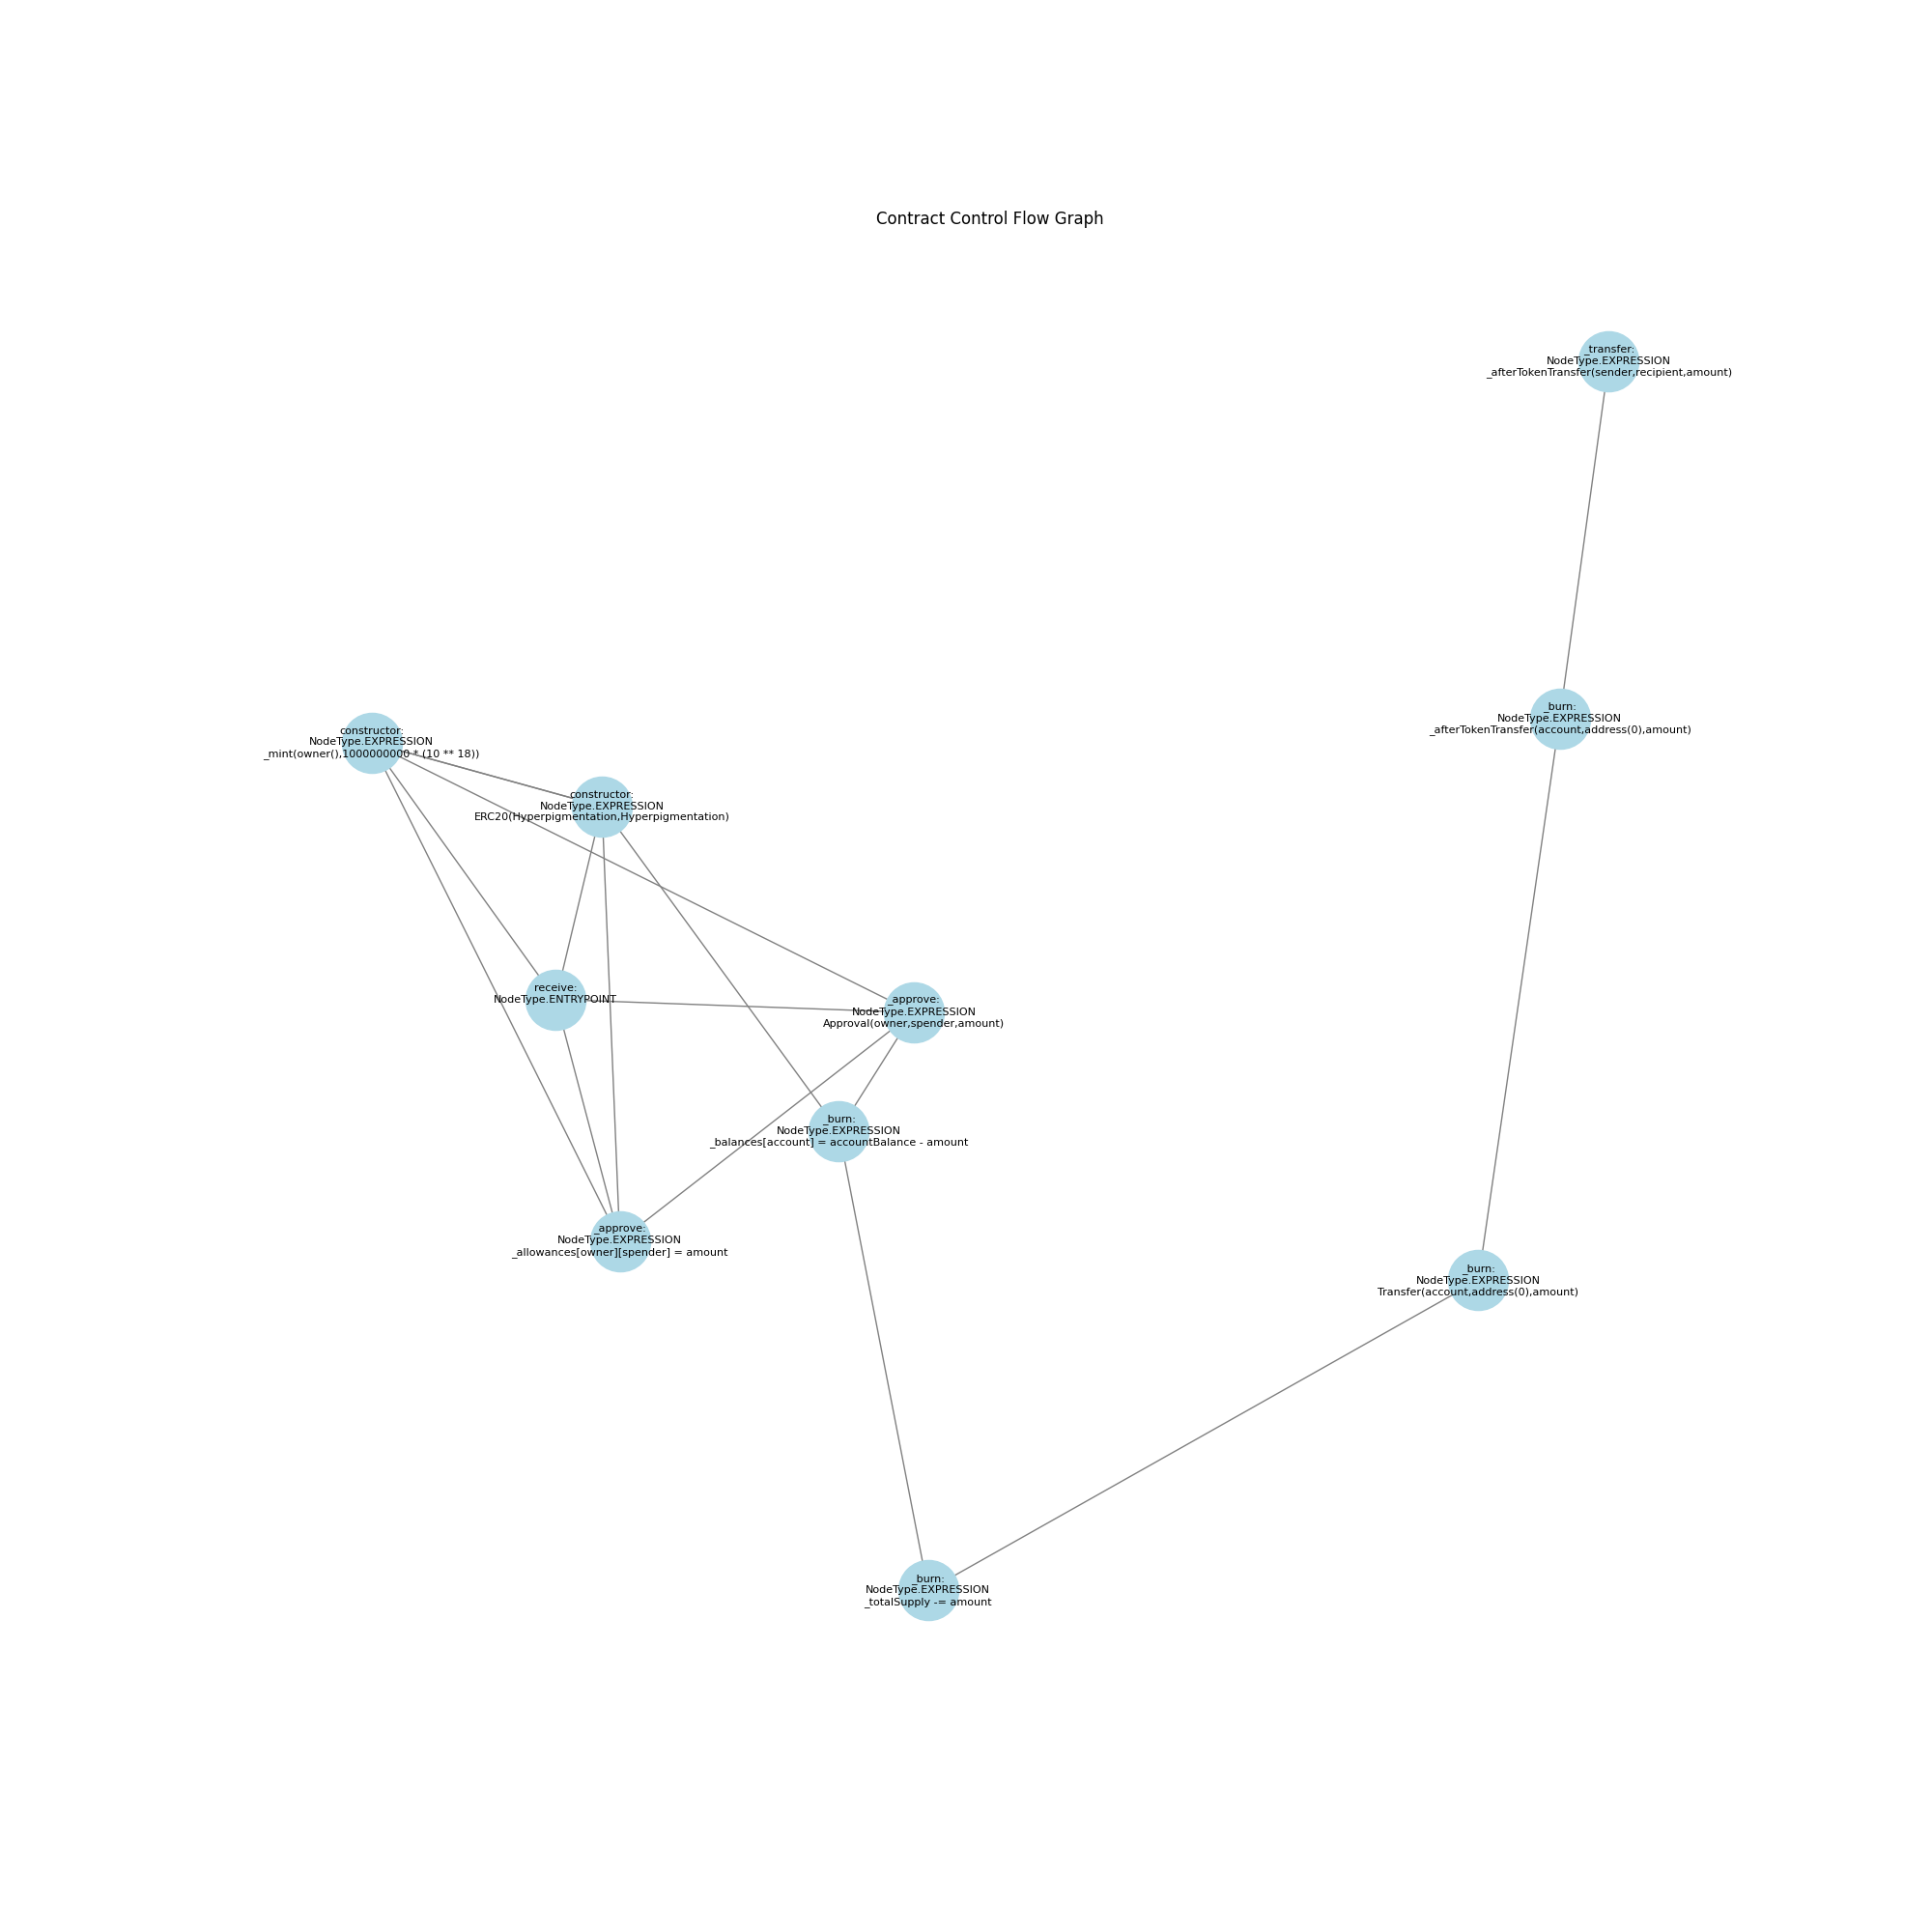 Contract Control Flow Graph
_transfer:
NodeType.EXPRESSION
_afterTokenTransfer(sender,recipient,amount)
_burn:
NodeType.EXPRESSION
_afterTokenTransfer(account,address(0),amount)
constructor:
NodeType.EXPRESSION
_mint(owner(),1000000000 * (10 ** 18))
constructor:
NodeType.EXPRESSION
ERC20(Hyperpigmentation,Hyperpigmentation)
receive:
NodeType.ENTRYPOINT
_approve:
NodeType.EXPRESSION
Approval(owner,spender,amount)
_burn:
NodeType.EXPRESSION
_balances[account] = accountBalance - amount
_approve:
NodeType.EXPRESSION
_allowances[owner][spender] = amount
_burn:
NodeType.EXPRESSION
Transfer(account,address(0),amount)
_burn:
NodeType.EXPRESSION
_totalSupply -= amount